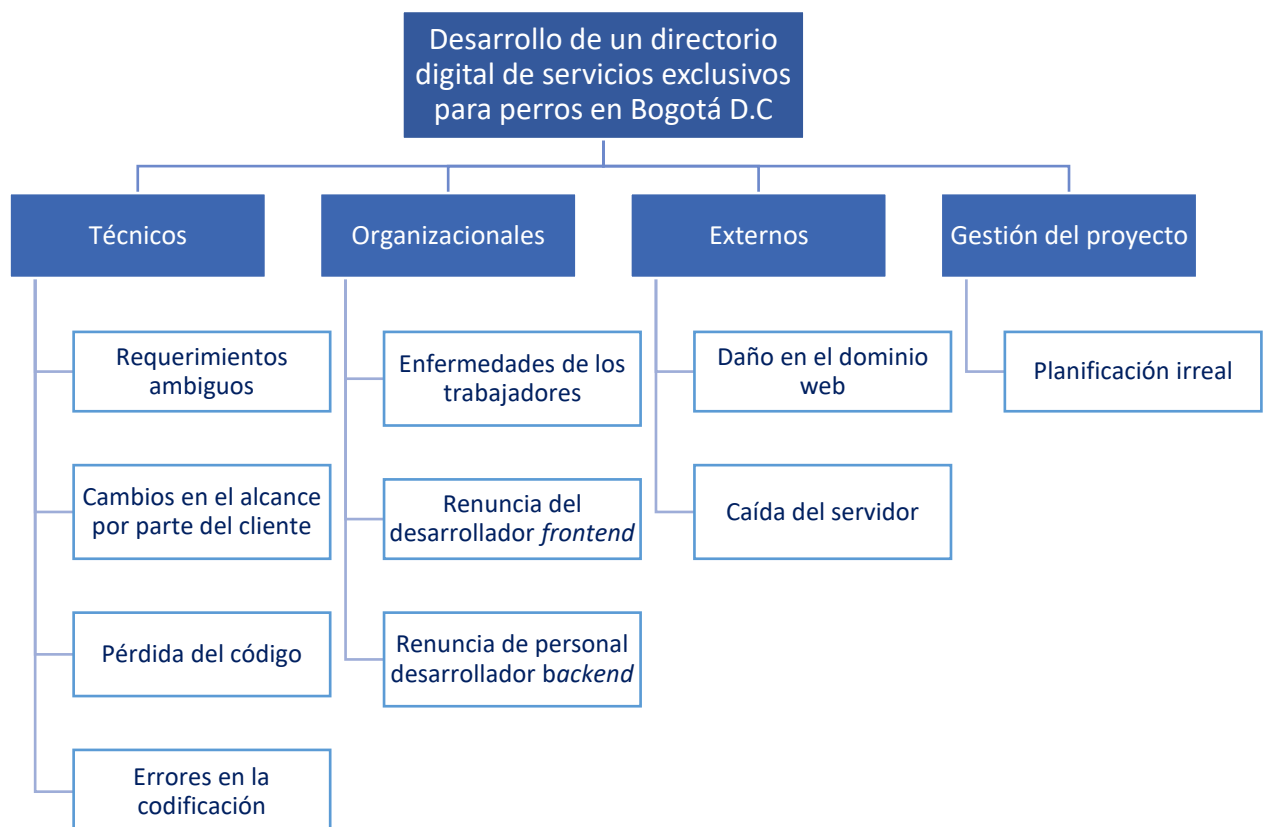 Desarrollo de un directorio
digital de servicios exclusivos
para perros en Bogotá D.C
Técnicos
Organizacionales
Externos
Gestión del proyecto
Requerimientos
ambiguos
Cambios en el alcance
por parte del cliente
Pérdida del código
Errores en la
codificación
Enfermedades de los
trabajadores
Renuncia del
desarrollador frontend
Renuncia de personal
desarrollador backend
Daño en el dominio
web
Caída del servidor
Planificación irreal